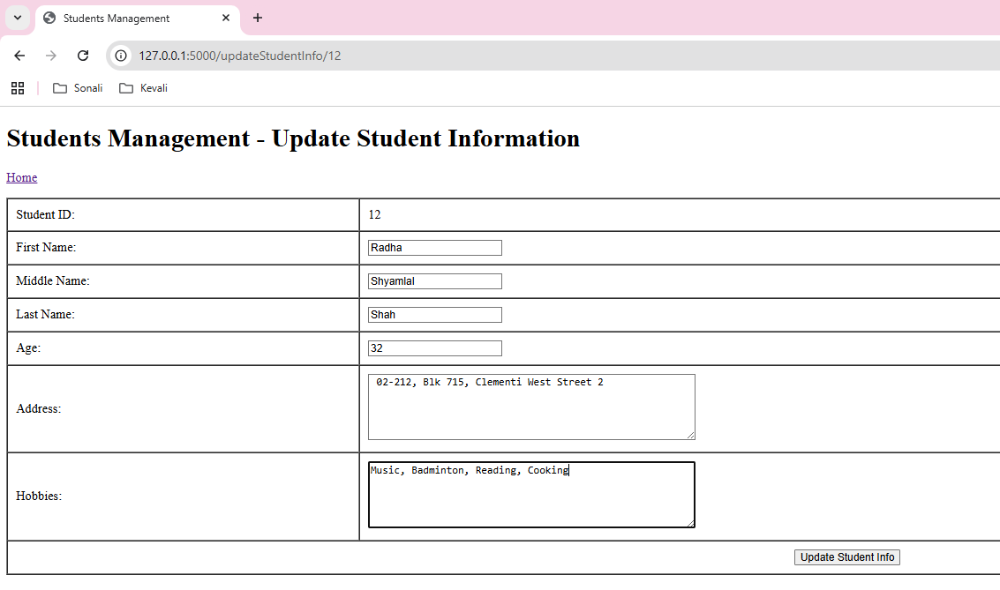 Students Management
127.0.0.1:5000/updateStudentInfo/12
Sonali Kevali
Students Management - Update Student Information
Home
Student ID: 12
First Name: Radha
Middle Name: Shyamlal
Last Name: Shah
Age: 32
Address: 02-212, Blk 715, Clementi West Street 2
Hobbies: Music, Badminton, Reading, Cooking
Update Student Info